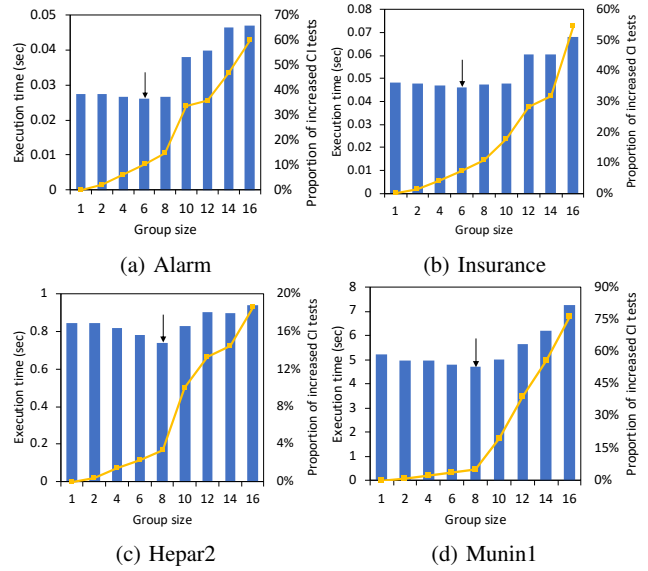 0.05
0.04
0.03
0.02
0.01
0
Execution time (sec)
70%
60%
50%
40%
30%
20%
10%
0%
Proportion of increased CI tests
1 2 4 6 8 10 12 14 16
Group size
(a) Alarm
0.08
0.07
0.06
0.05
0.04
0.03
0.02
0.01
0
Execution time (sec)
60%
50%
40%
30%
20%
10%
0%
Proportion of increased CI tests
1 2 4 6 8 10 12 14 16
Group size
(b) Insurance
1
0.8
0.6
0.4
0.2
0
Execution time (sec)
20%
16%
12%
8%
4%
0%
Proportion of increased CI tests
1 2 4 6 8 10 12 14 16
Group size
(c) Hepar2
8
7
6
5
4
3
2
1
0
Execution time (sec)
90%
75%
60%
45%
30%
15%
0%
Proportion of increased CI tests
1 2 4 6 8 10 12 14 16
Group size
(d) Munin1